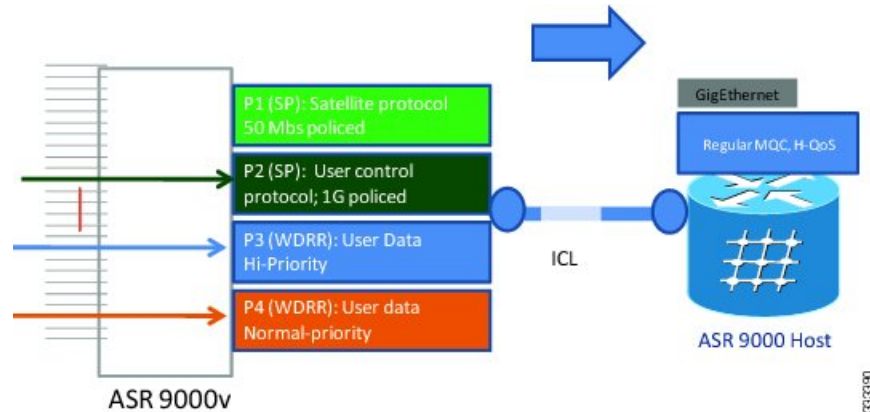 P1 (SP): Satellite protocol
50 Mbs policed
P2 (SP): User control
protocol; 1G policed
P3 (WDRR): User Data
Hi-Priority
P4 (WDRR): User data
Normal-priority
ASR 9000v
ICL
GigEthernet
Regular MQC, H-QoS
ASR 9000 Host
333390